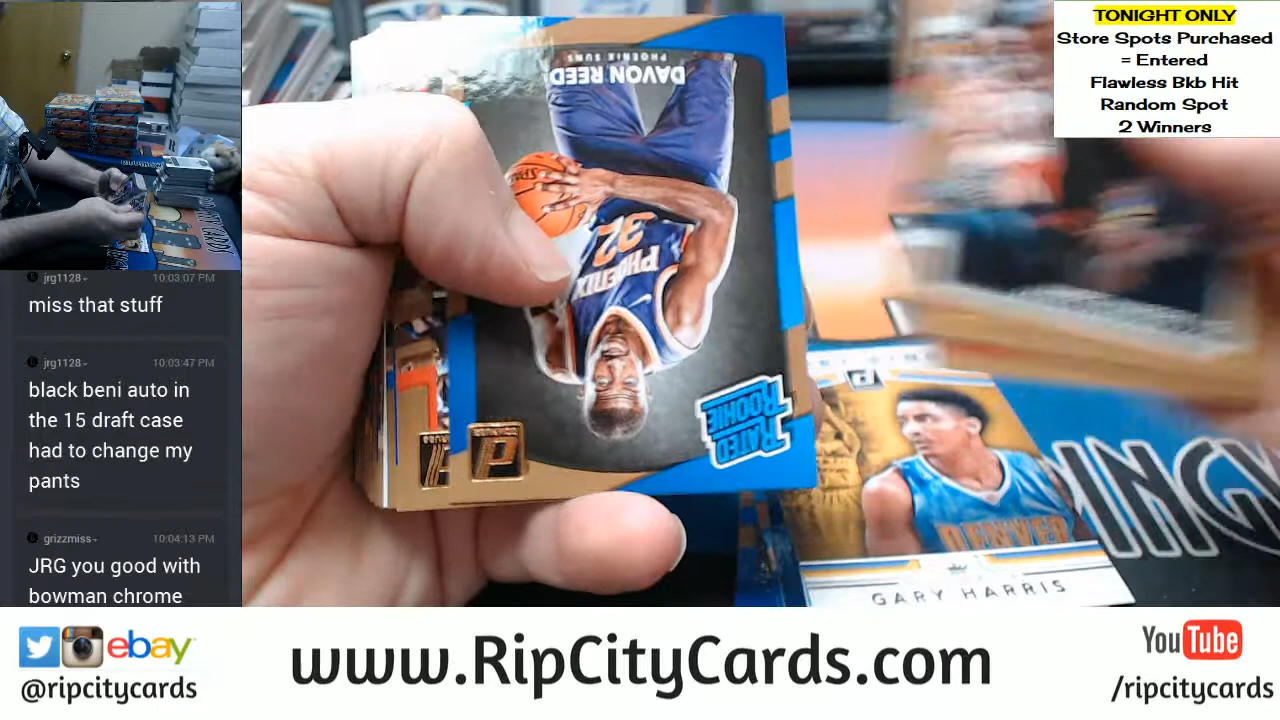 TONIGHT ONLY
Store Spots Purchased
= Entered
Flawless Bkb Hit
Random Spot
2 Winners
DAVON REED
PHOENIX SUNS
32
PHOENIX
RATED
ROOKIE
DENVER
GARY HARRIS
jrg1128
10:03:07 PM
miss that stuff
jrg1128
10:03:47 PM
black beni auto in
the 15 draft case
had to change my
pants
grizzmiss
10:04:13 PM
JRG you good with
bowman chrome
ebay
@ripcitycards
www.RipCityCards.com
YouTube
/ripcitycards